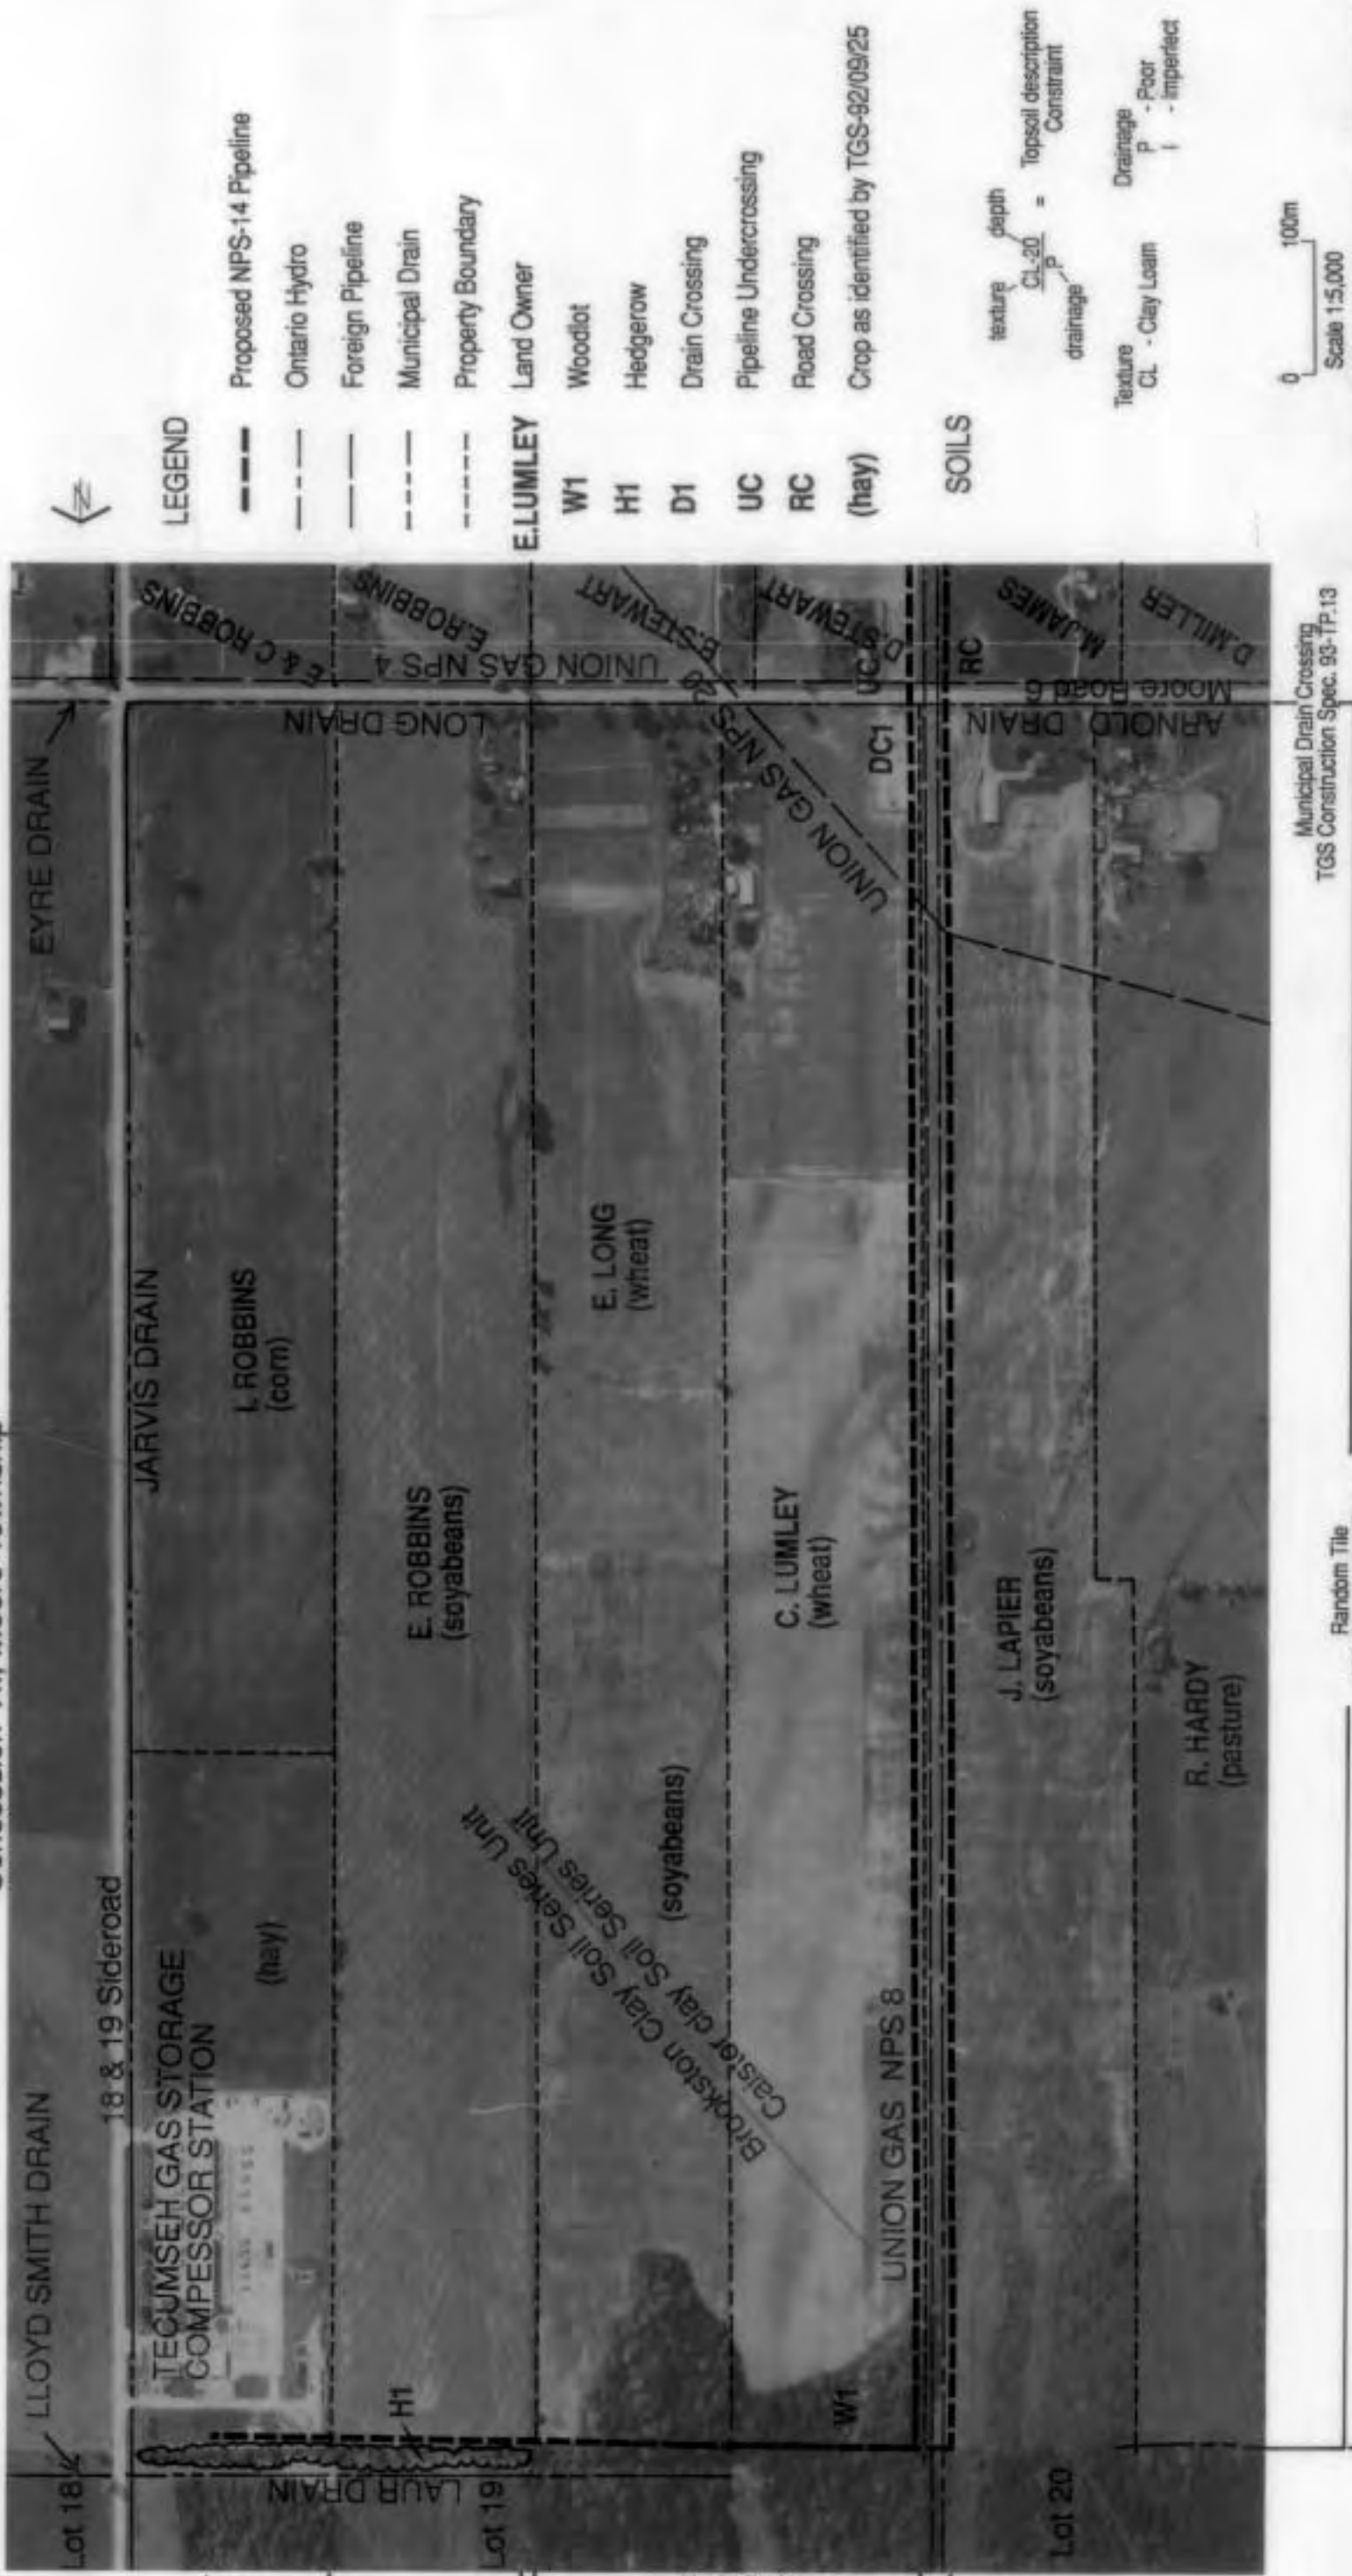 LLOYD SMITH DRAIN
EYRE DRAIN
Lot 18
18 & 19 Sideroad
JARVIS DRAIN
TECUMSEH GAS STORAGE
COMPESSOR STATION
(hay)
I. ROBBINS
(corn)
E & C ROBBINS
H1
LAUR DRAIN
E. ROBBINS
(soyabeans)
LONG DRAIN
UNION GAS NPS 4
E.ROBBINS
Lot 19
Brookston Clay Soil Series Unit
Caistor clay Soil Series Unit
(soyabeans)
E. LONG
(wheat)
B.STEWART
UNION GAS NPS 20
W1
C. LUMLEY
(wheat)
D.STEWART
UNION GAS NPS 8
DC1
UC
RC
Lot 20
J. LAPIER
(soyabeans)
ARNOLD DRAIN
Moore Road 6
M.JAMES
R. HARDY
(pasture)
D.MILLER
Random Tile
Municipal Drain Crossing
TGS Construction Spec. 93-TP.13
LEGEND
Proposed NPS-14 Pipeline
Ontario Hydro
Foreign Pipeline
Municipal Drain
Property Boundary
E.LUMLEY Land Owner
W1 Woodlot
H1 Hedgerow
D1 Drain Crossing
UC Pipeline Undercrossing
RC Road Crossing
(hay) Crop as identified by TGS-92/09/25
SOILS
texture depth
CL-20 = Topsoil description
P Constraint
drainage
Texture Drainage
CL - Clay Loam P - Poor
I - Imperfect
0 100m
Scale 1:5,000